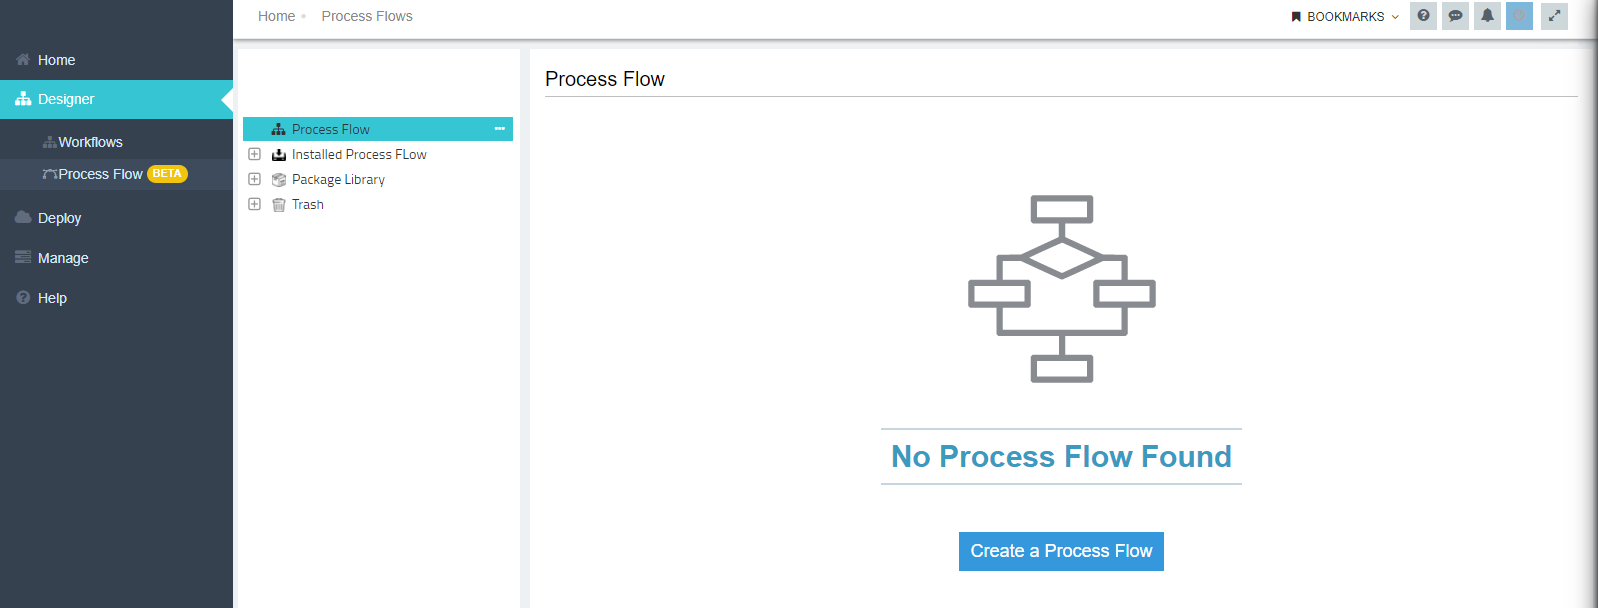 Home Process Flows
BOOKMARKS
Home
Designer
Workflows
Process Flow BETA
Deploy
Manage
Help
Process Flow
Installed Process FLow
Package Library
Trash
Process Flow
No Process Flow Found
Create a Process Flow